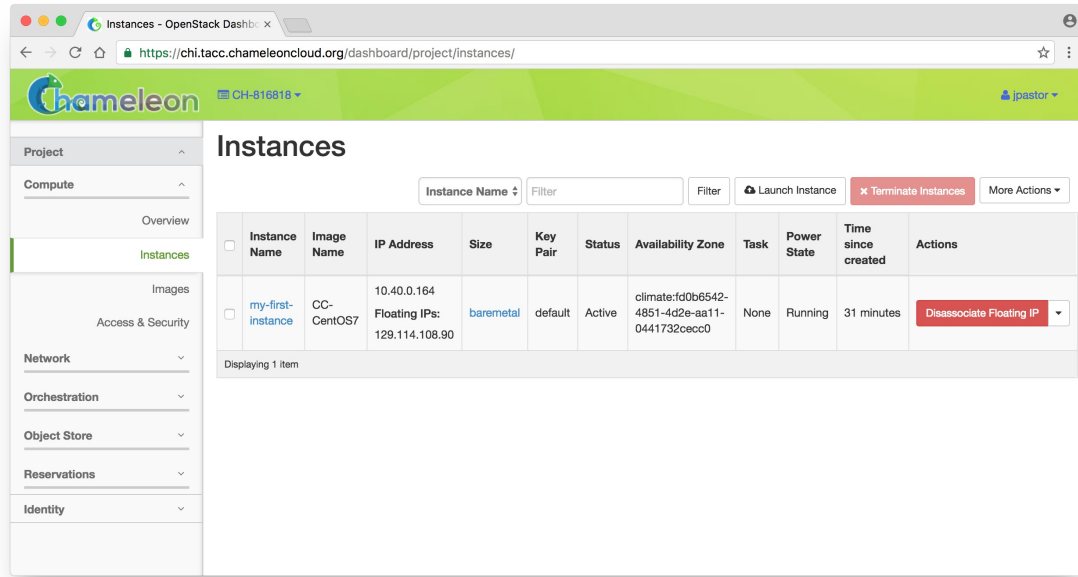 Instances - OpenStack Dashbo
https://chi.tacc.chameleoncloud.org/dashboard/project/instances/
Chameleon
CH-816818
jpastor
Project
Compute
Overview
Instances
Images
Access & Security
Network
Orchestration
Object Store
Reservations
Identity
Instances
Instance Name
Filter
Filter
Launch Instance
Terminate Instances
More Actions
Instance Name
Image Name
IP Address
Size
Key Pair
Status
Availability Zone
Task
Power State
Time since created
Actions
my-first-
instance
CC-
CentOS7
10.40.0.164
Floating IPs:
129.114.108.90
baremetal
default
Active
climate:fd0b6542-
4851-4d2e-aa11-
0441732cecc0
None
Running
31 minutes
Disassociate Floating IP
Displaying 1 item